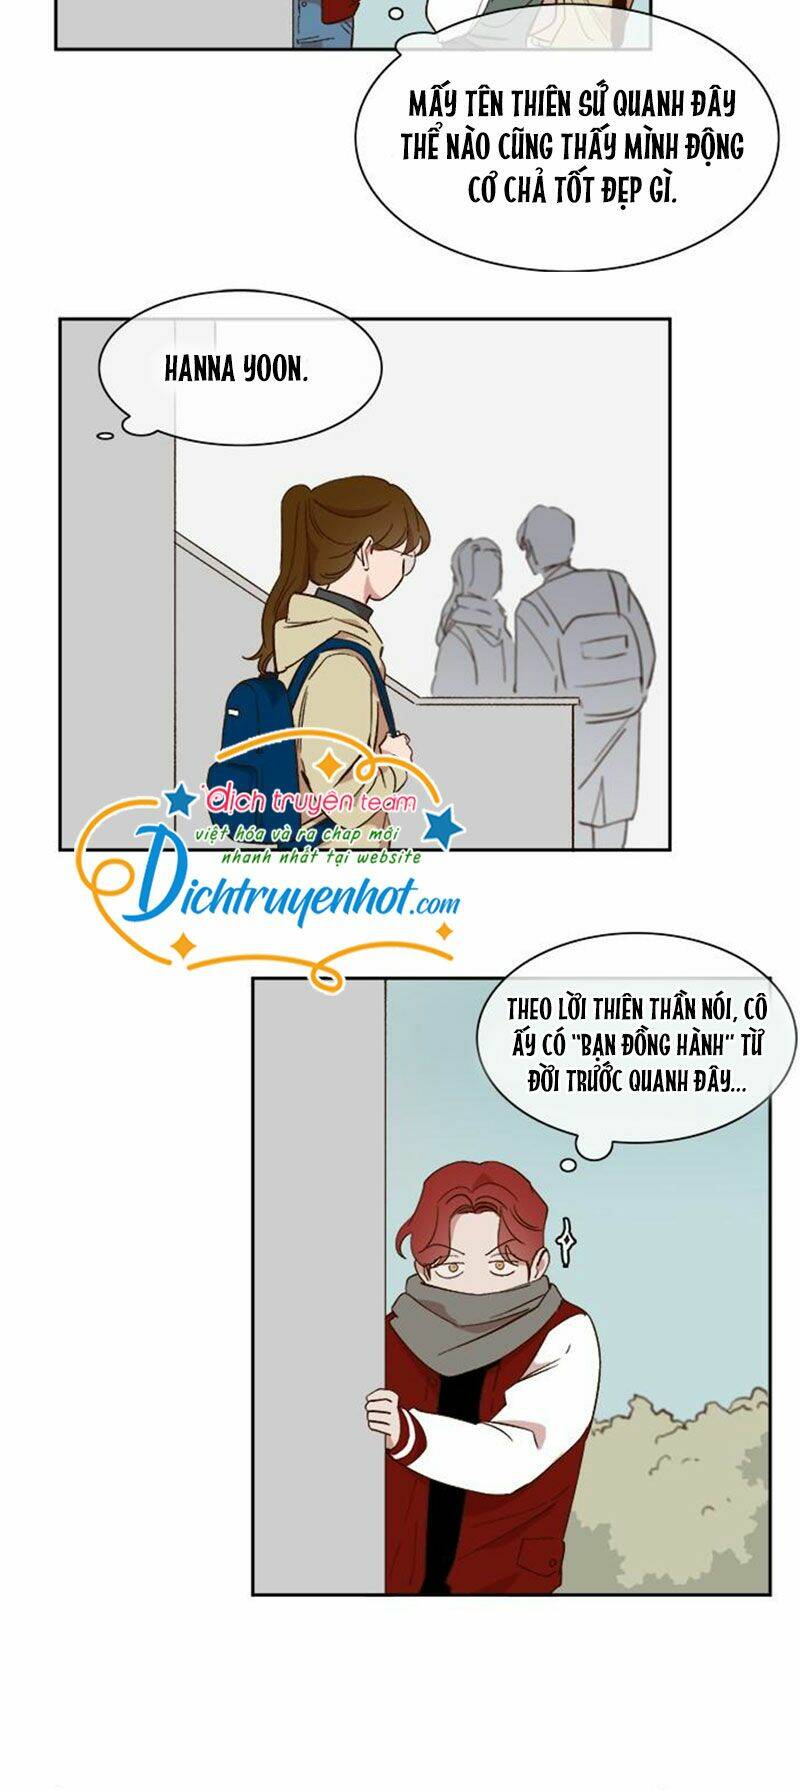 MẤY TÊN THIÊN SỨ QUANH ĐÂY
THỂ NÀO CŨNG THẤY MÌNH ĐỘNG
CƠ CHẢ TỐT ĐẸP GÌ.
HANNA YOON.
dịch truyện team
việt hóa và ra chap mới
nhanh nhất tại website
Dichtruyenhot.com
THEO LỜI THIÊN THẦN NÓI, CÔ
ẤY CÓ "BẠN ĐỒNG HÀNH" TỪ
ĐỜI TRƯỚC QUANH ĐÂY...